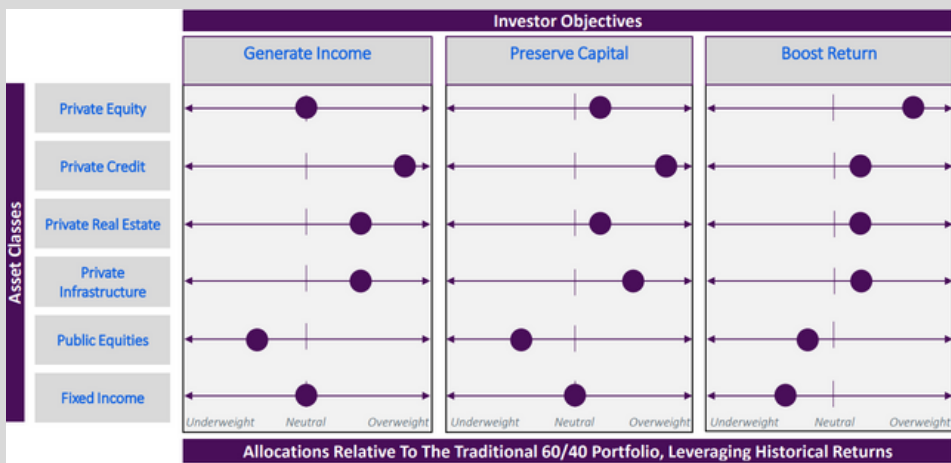 Investor Objectives
Generate Income
Preserve Capital
Boost Return
Asset Classes
Private Equity
Private Credit
Private Real Estate
Private
Infrastructure
Public Equities
Fixed Income
Underweight Neutral Overweight
Underweight Neutral Overweight
Underweight Neutral Overweight
Allocations Relative To The Traditional 60/40 Portfolio, Leveraging Historical Returns